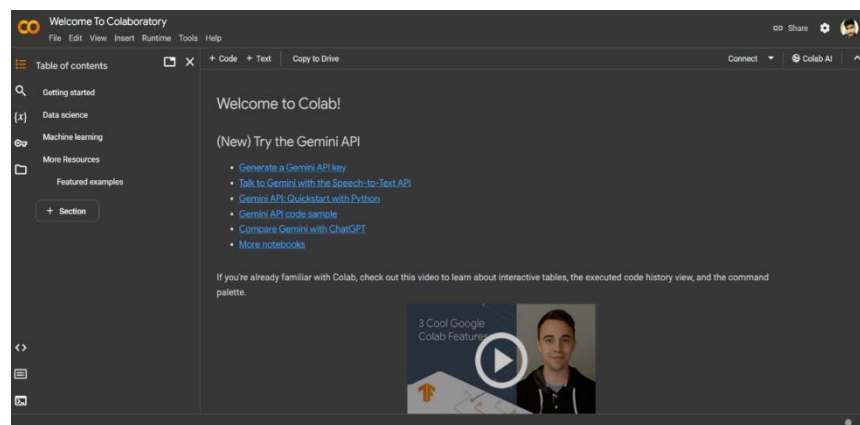 Welcome To Colaboratory
File Edit View Insert Runtime Tools Help
Share
Table of contents
+ Code + Text Copy to Drive
Connect
Colab AI
Getting started
Data science
Machine learning
More Resources
Featured examples
+ Section
Welcome to Colab!
(New) Try the Gemini API
• Generate a Gemini API key
• Talk to Gemini with the Speech-to-Text API
• Gemini API: Quickstart with Python
• Gemini API code sample
• Compare Gemini with ChatGPT
• More notebooks
If you're already familiar with Colab, check out this video to learn about interactive tables, the executed code history view, and the command
palette.
3 Cool Google
Colab Features